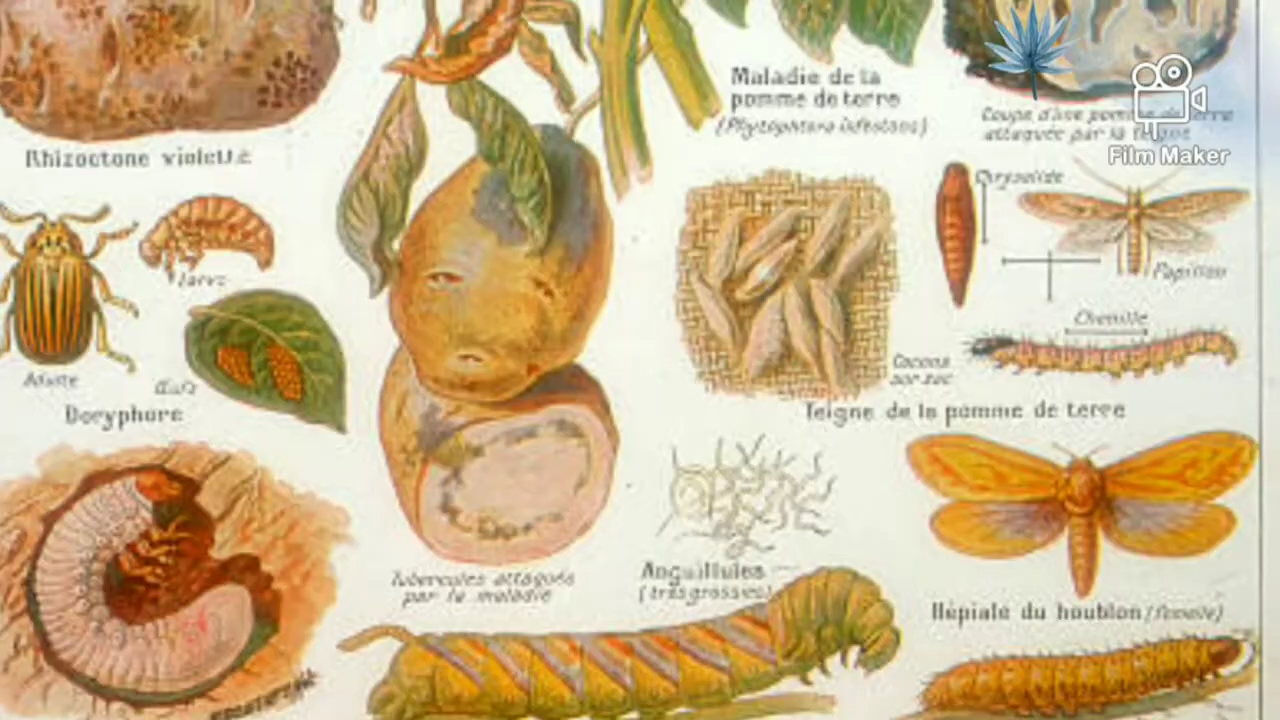 Maladie de la
pomme de terre
(Phytophtora infestans)
Coupe d'une pomme de terre
attaquée par la teigne
Film Maker
Rhizoctone violette
Chrysalide
Papillon
larve
Chenille
Adulte
Œufs
Doryphore
Cocons
sur sac
Teigne de la pomme de terre
Anguillules
(très grossies)
Tubercules attaqués
par la maladie
Hépiale du houblon (femelle)